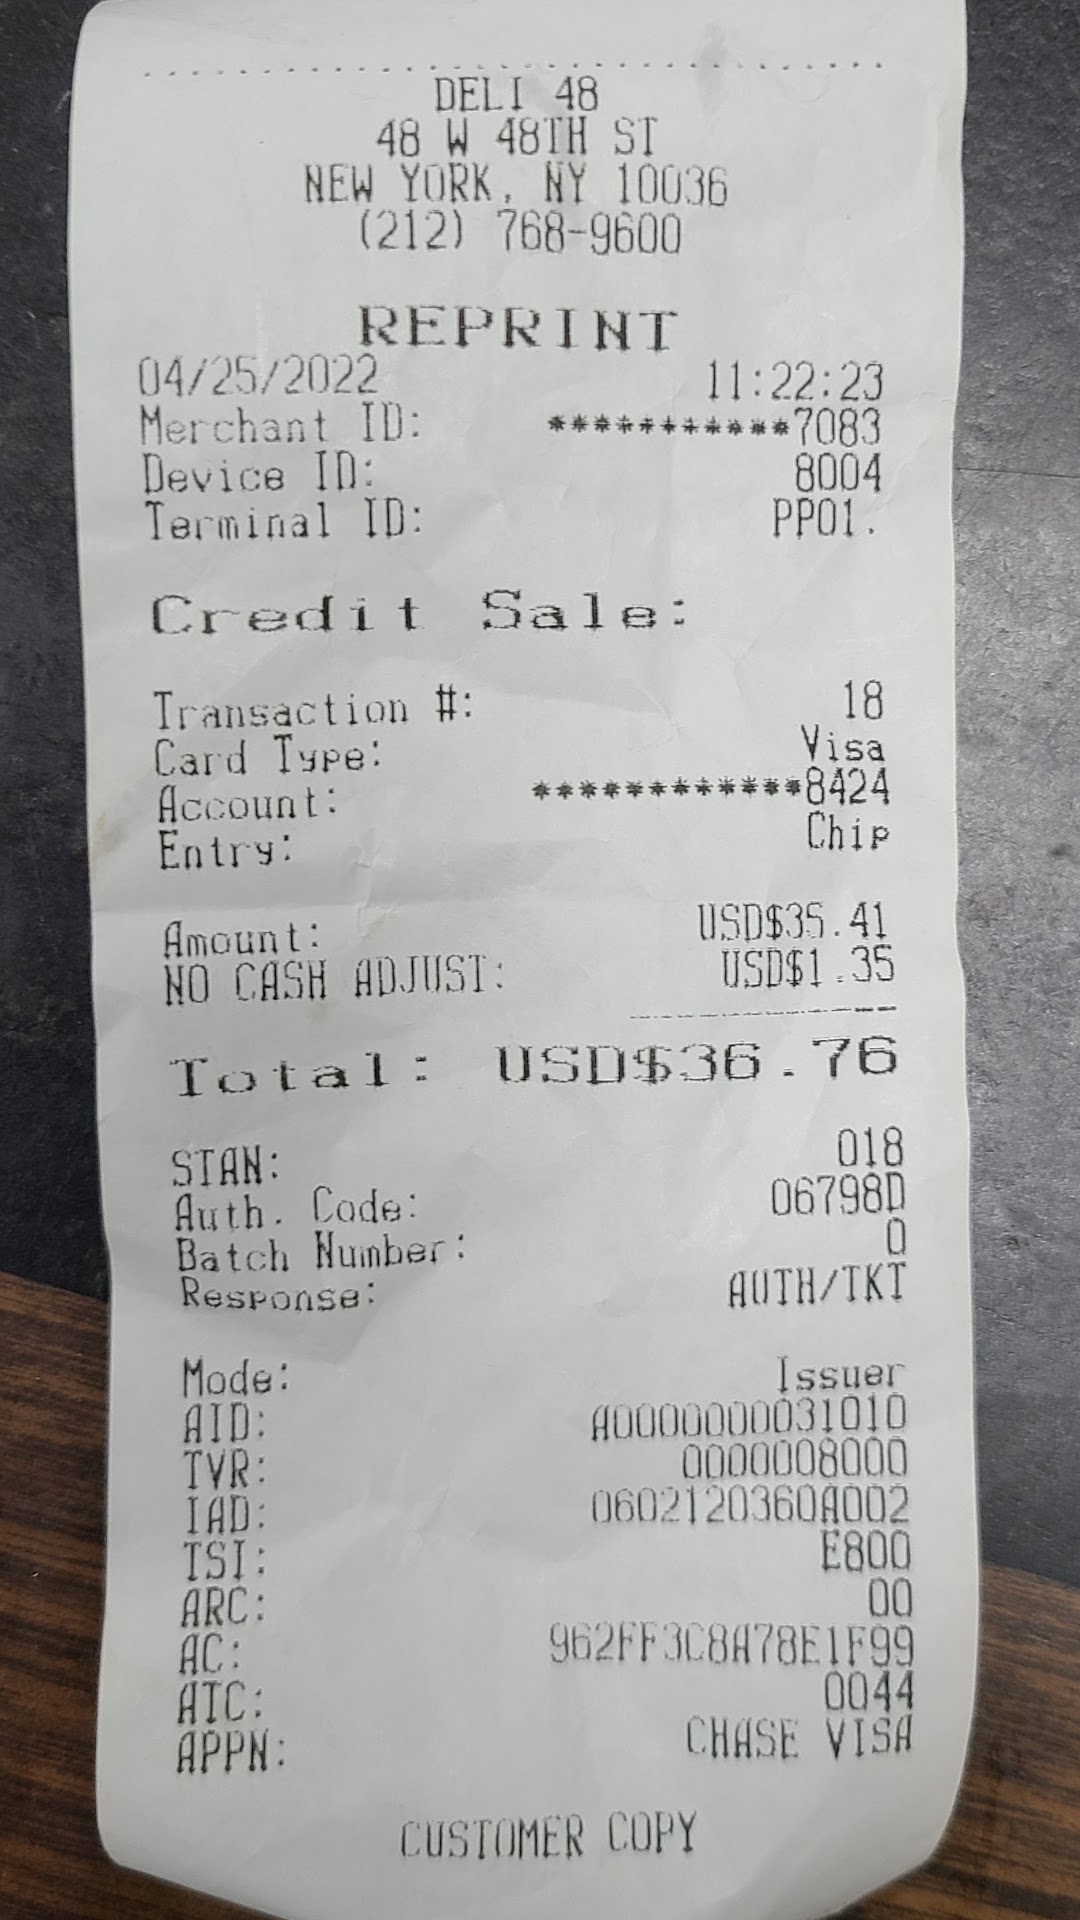 DELI 48
48 W 48TH ST
NEW YORK, NY 10036
(212) 768-9600
REPRINT
04/25/2022 11:22:23
Merchant ID: ***********7083
Device ID: 8004
Terminal ID: PP01.
Credit Sale:
Transaction #: 18
Card Type: Visa
Account: ************8424
Entry: Chip
Amount: USD$35.41
NO CASH ADJUST: USD$1.35
Total: USD$36.76
STAN: 018
Auth. Code: 06798D
Batch Number: 0
Response: AUTH/TKT
Mode: Issuer
AID: A0000000031010
TVR: 0000008000
IAD: 0602120360A002
TSI: E800
ARC: 00
AC: 962FF3C8A78E1F99
ATC: 0044
APPN: CHASE VISA
CUSTOMER COPY